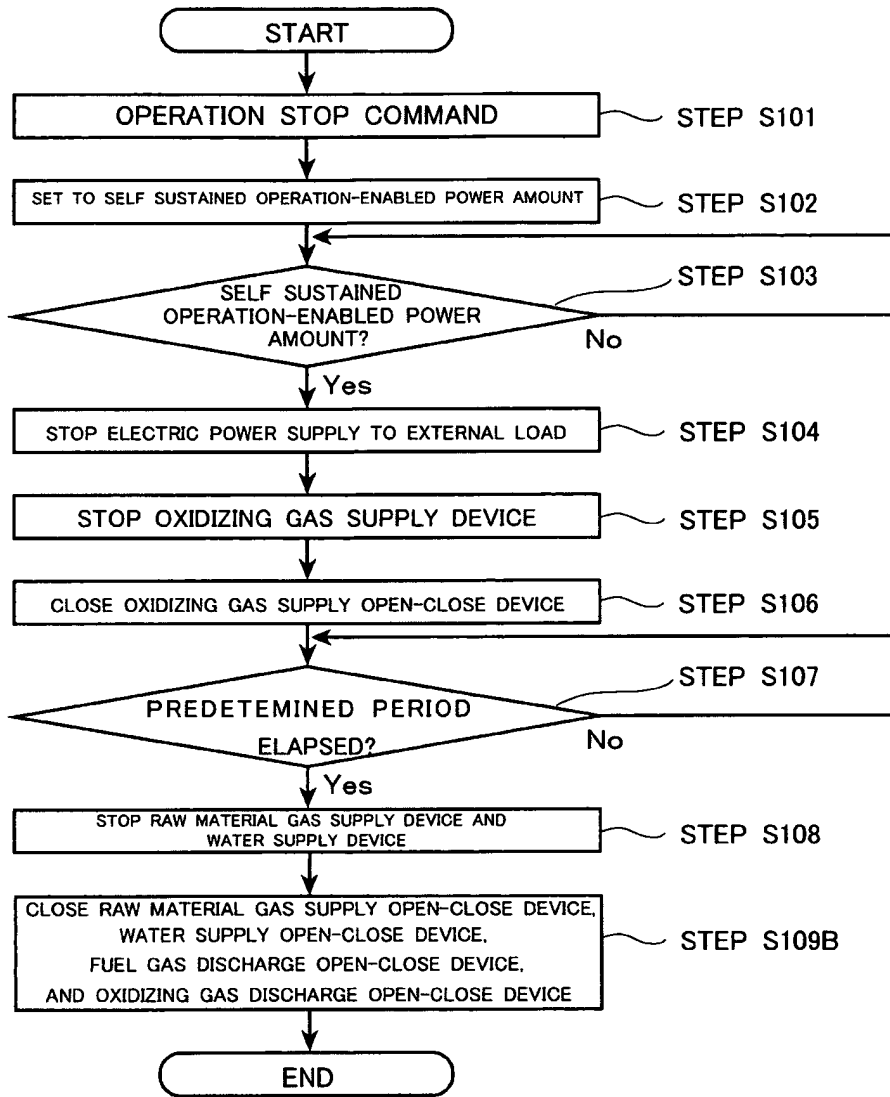 START
OPERATION STOP COMMAND
STEP S101
SET TO SELF SUSTAINED OPERATION-ENABLED POWER AMOUNT
STEP S102
SELF SUSTAINED
OPERATION-ENABLED POWER
AMOUNT?
STEP S103
No
Yes
STOP ELECTRIC POWER SUPPLY TO EXTERNAL LOAD
STEP S104
STOP OXIDIZING GAS SUPPLY DEVICE
STEP S105
CLOSE OXIDIZING GAS SUPPLY OPEN-CLOSE DEVICE
STEP S106
PREDETEMINED PERIOD
ELAPSED?
STEP S107
No
Yes
STOP RAW MATERIAL GAS SUPPLY DEVICE AND
WATER SUPPLY DEVICE
STEP S108
CLOSE RAW MATERIAL GAS SUPPLY OPEN-CLOSE DEVICE,
WATER SUPPLY OPEN-CLOSE DEVICE,
FUEL GAS DISCHARGE OPEN-CLOSE DEVICE,
AND OXIDIZING GAS DISCHARGE OPEN-CLOSE DEVICE
STEP S109B
END